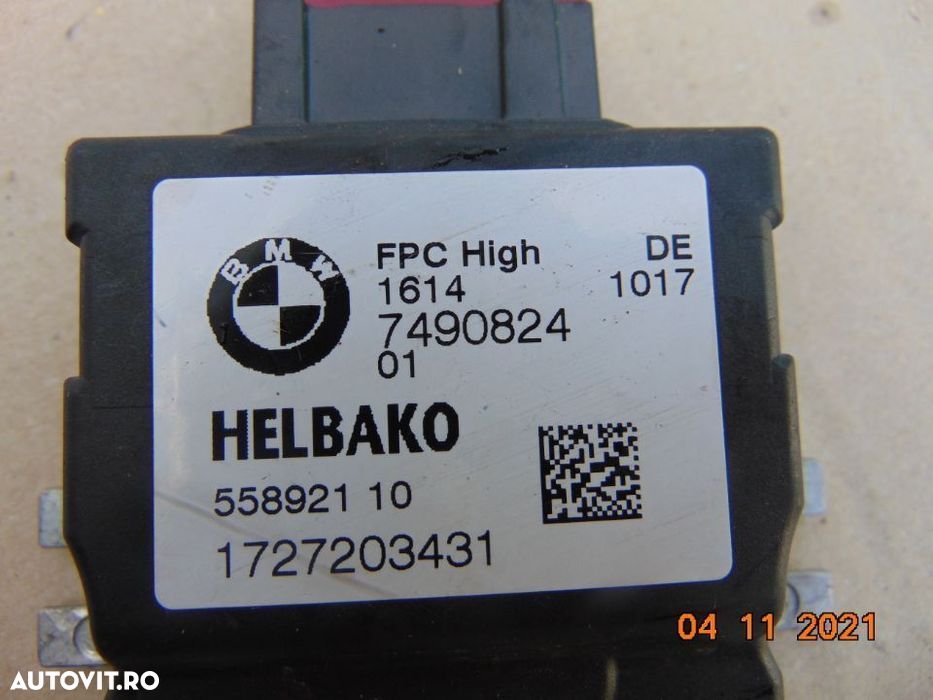 BMW
FPC High DE
1614 1017
7490824
01
HELBAKO
558921 10
1727203431
04 11 2021
AUTOVIT.RO